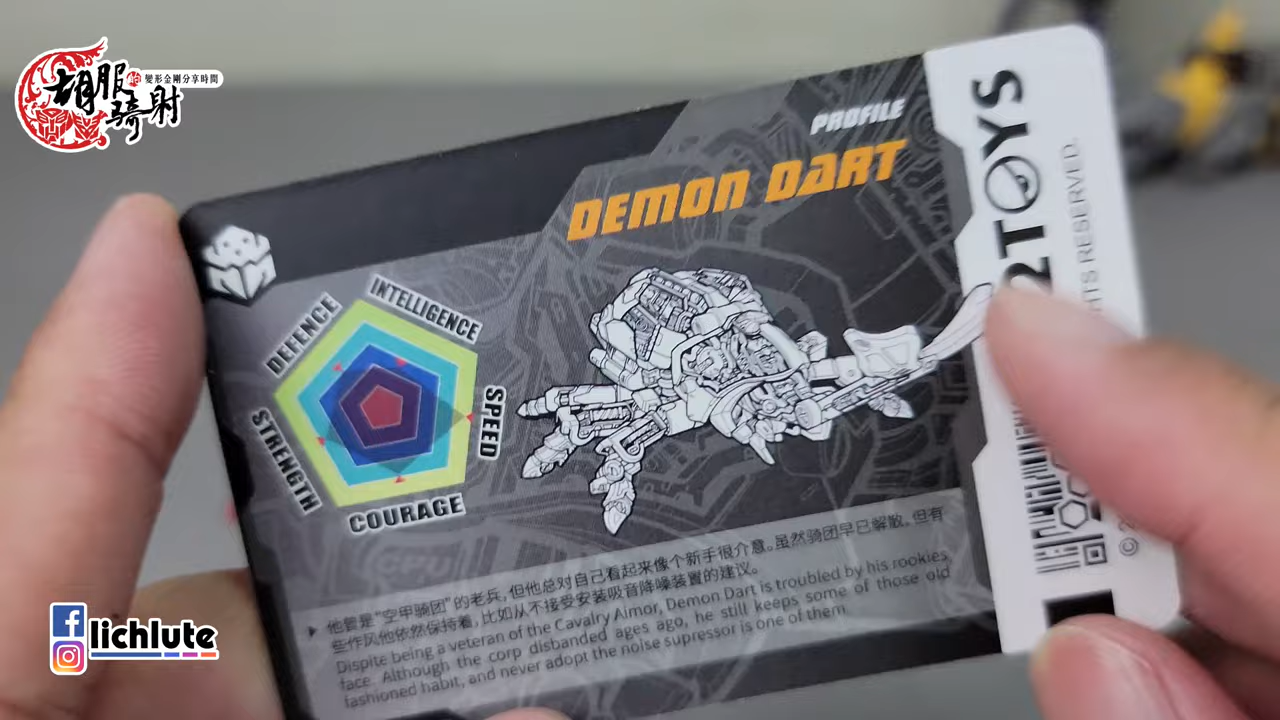 胡服骑射
的
變形金剛分享時間
PROFILE
DEMON DART
2TOYS
HTS RESERVED.
INTELLIGENCE
DEFENCE
SPEED
STRENGTH
COURAGE
他曾是“空甲骑团”的老兵，但他总对自己看起来像个新手很介意。虽然骑团早已解散，但有
些作风他依然保持着，比如从不接受安装吸音降噪装置的建议。
Dispite being a veteran of the Cavalry Aimor, Demon Dart is troubled by his rookies
face. Although the corp disbanded ages ago, he still keeps some of those old
fashioned habit, and never adopt the noise supressor is one of them.
©2
lichlute